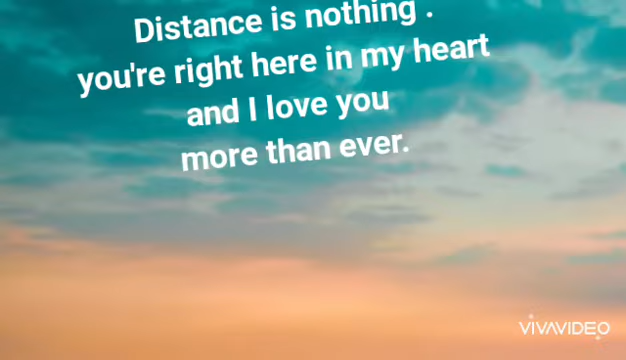 Distance is nothing .
you're right here in my heart
and I love you
more than ever.
VIVAVIDEO